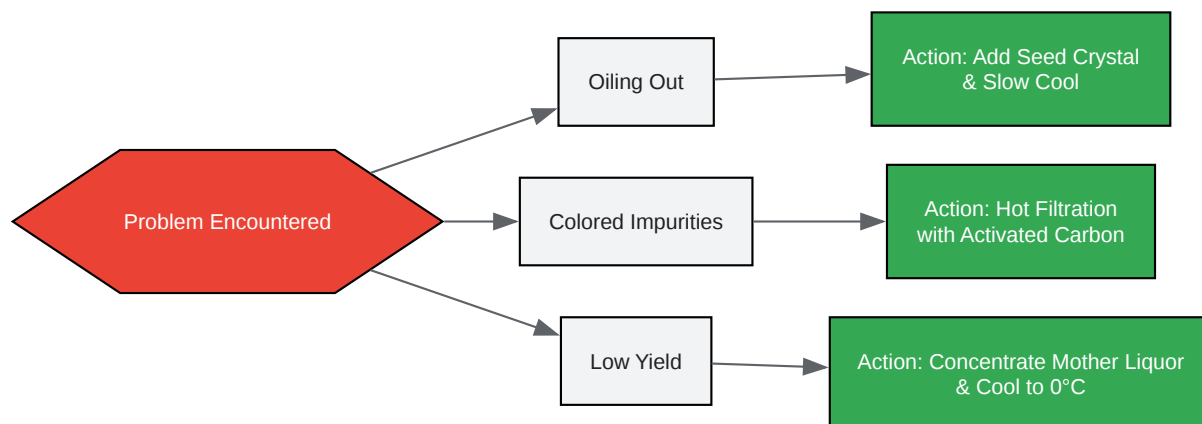 Problem Encountered
Oiling Out
Action: Add Seed Crystal
& Slow Cool
Colored Impurities
Action: Hot Filtration
with Activated Carbon
Low Yield
Action: Concentrate Mother Liquor
& Cool to 0°C